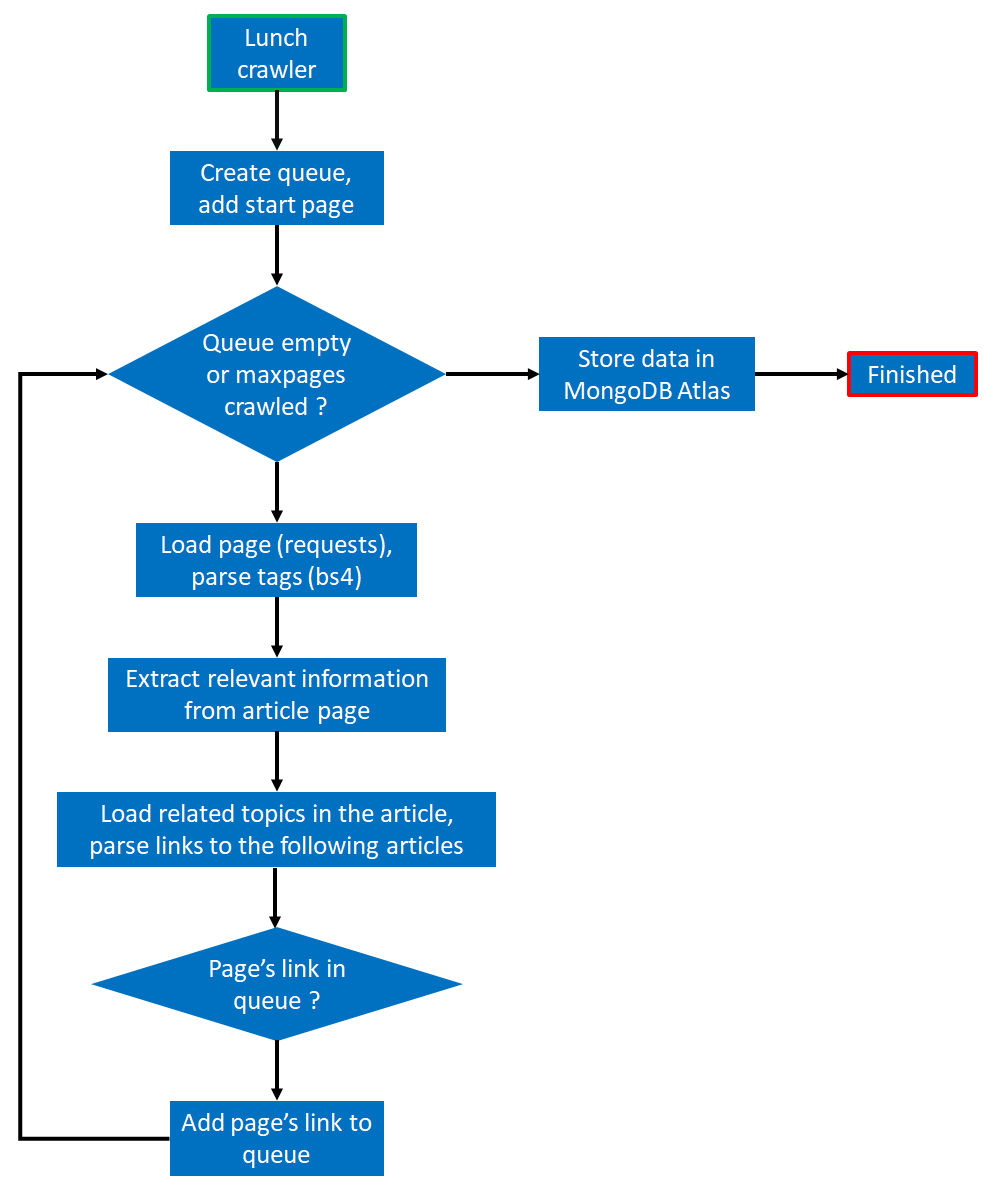 Lunch
crawler
Create queue,
add start page
Queue empty
or maxpages
crawled ?
Store data in
MongoDB Atlas
Finished
Load page (requests),
parse tags (bs4)
Extract relevant information
from article page
Load related topics in the article,
parse links to the following articles
Page’s link in
queue ?
Add page’s link to
queue